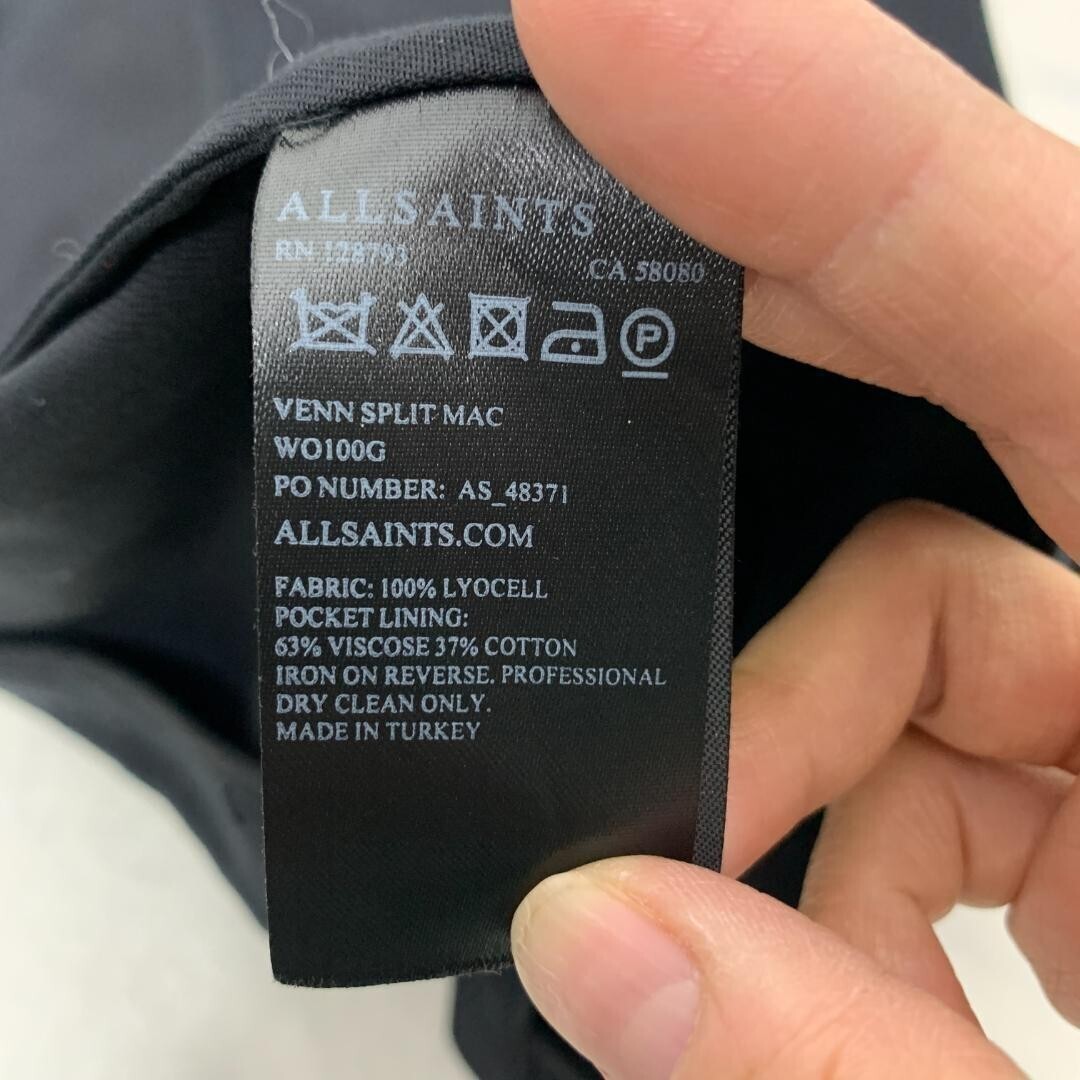 ALLSAINTS
RN 128793
CA 58080
P
VENN SPLIT MAC
WO100G
PO NUMBER: AS_48371
ALLSAINTS.COM
FABRIC: 100% LYOCELL
POCKET LINING:
63% VISCOSE 37% COTTON
IRON ON REVERSE. PROFESSIONAL
DRY CLEAN ONLY.
MADE IN TURKEY